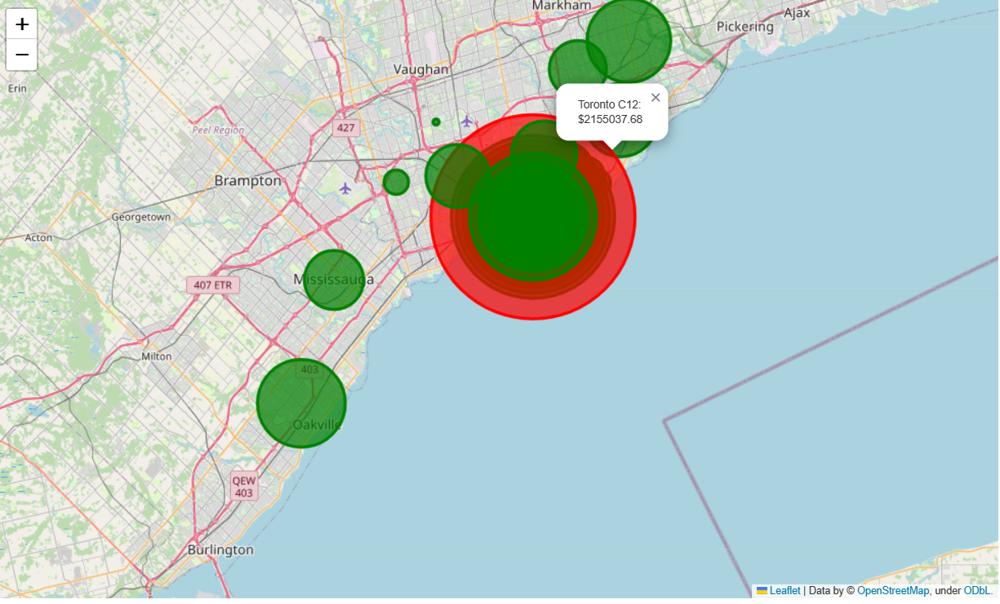 +
−
Markham
Ajax
Pickering
Vaughan
Erin
Toronto C12:
$2155037.68
×
427
Peel Region
Brampton
Georgetown
Acton
Mississauga
407 ETR
Milton
403
Oakville
QEW
403
Burlington
Leaflet | Data by © OpenStreetMap, under ODbL.